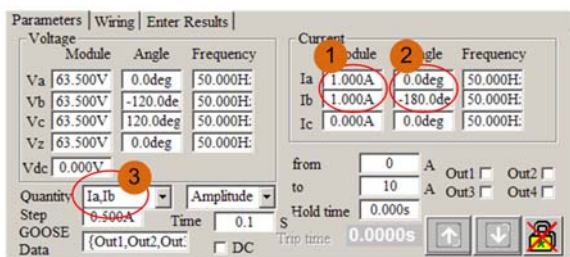 Parameters Wiring Enter Results
Voltage
Module Angle Frequency
Va 63.500V 0.0deg 50.000H:
Vb 63.500V -120.0de 50.000H:
Vc 63.500V 120.0deg 50.000H:
Vz 63.500V 0.0deg 50.000H:
Vdc 0.000V
3
Quantity Ia,Ib Amplitude
Step 0.500A Time 0.1 S
GOOSE Data {Out1,Out2,Out: DC
Current
1 2
odule gle Frequency
Ia 1.000A 0.0deg 50.000H:
Ib 1.000A -180.0de 50.000H:
Ic 0.000A 0.0deg 50.000H:
from 0 A Out1 Out2
to 10 A Out3 Out4
Hold time 0.000s
Trip time 0.0000s